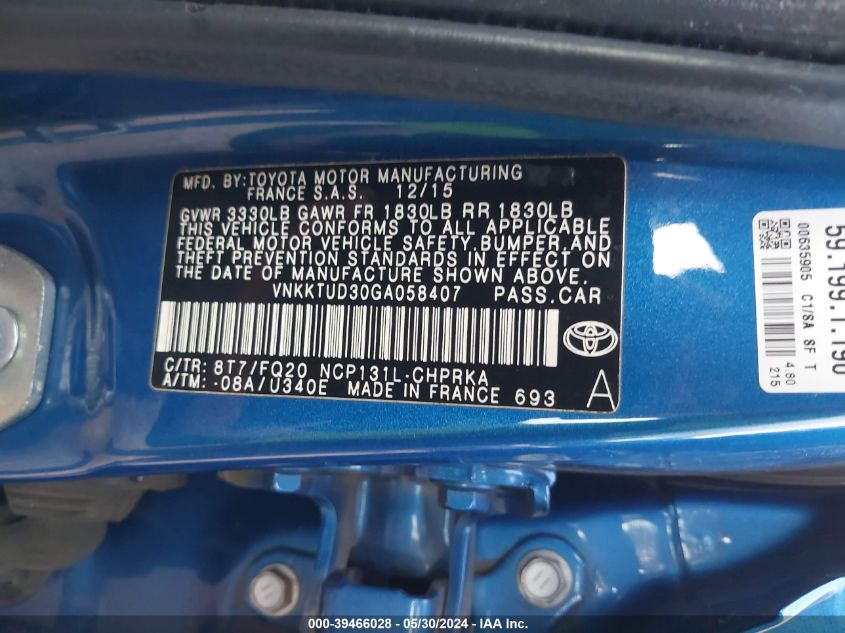 MFD. BY:TOYOTA MOTOR MANUFACTURING
FRANCE S.A.S. 12/15
GVWR 3330LB GAWR FR 1830LB RR 1830LB
THIS VEHICLE CONFORMS TO ALL APPLICABLE
FEDERAL MOTOR VEHICLE SAFETY, BUMPER, AND
THEFT PREVENTION STANDARDS IN EFFECT ON
THE DATE OF MANUFACTURE SHOWN ABOVE.
VNKKTUD30GA058407 PASS.CAR
C/TR: 8T7/FQ20 NCP131L-CHPRKA
A/TM: -08A/U340E MADE IN FRANCE 693
A
59.199.1.190
00635905 C1/SA 8F T
4.80
215
000-39466028 - 05/30/2024 - IAA Inc.